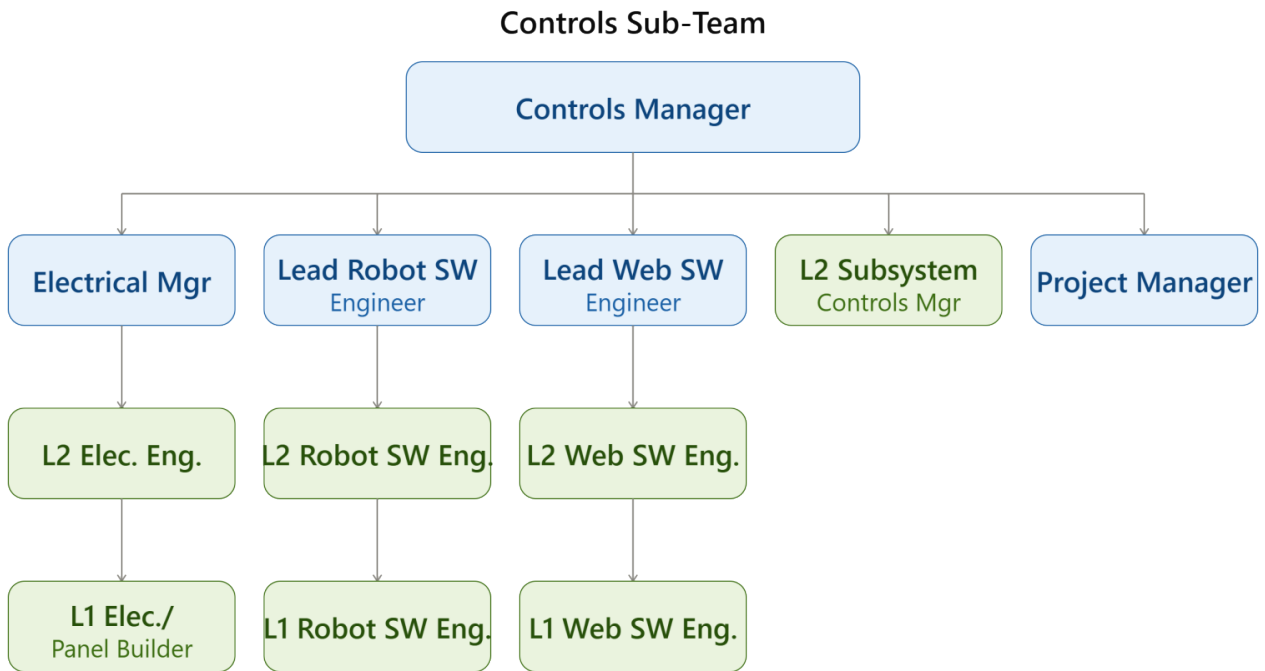 Controls Sub-Team
Controls Manager
Electrical Mgr
Lead Robot SW
Engineer
Lead Web SW
Engineer
L2 Subsystem
Controls Mgr
Project Manager
L2 Elec. Eng.
L2 Robot SW Eng.
L2 Web SW Eng.
L1 Elec./
Panel Builder
L1 Robot SW Eng.
L1 Web SW Eng.